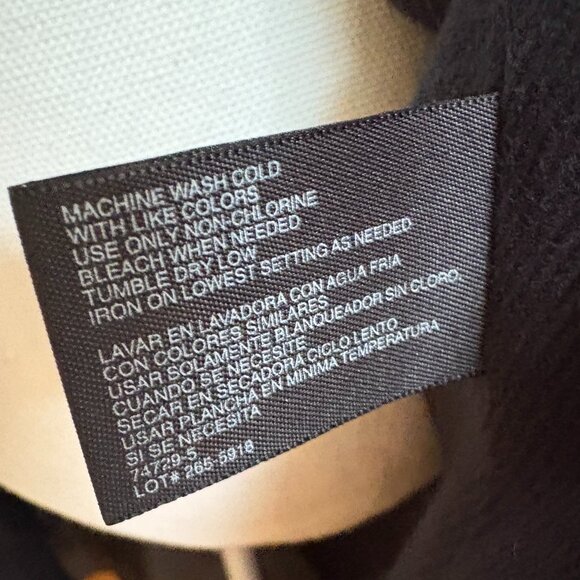 MACHINE WASH COLD
WITH LIKE COLORS
USE ONLY NON-CHLORINE
BLEACH WHEN NEEDED
TUMBLE DRY LOW
IRON ON LOWEST SETTING AS NEEDED
LAVAR EN LAVADORA CON AGUA FRIA
CON COLORES SIMILARES
USAR SOLAMENTE BLANQUEADOR SIN CLORO,
CUANDO SE NECESITE
SECAR EN SECADORA CICLO LENTO
USAR PLANCHA EN MINIMA TEMPERATURA
SI SE NECESITA
74729-5
LOT# 265-5918